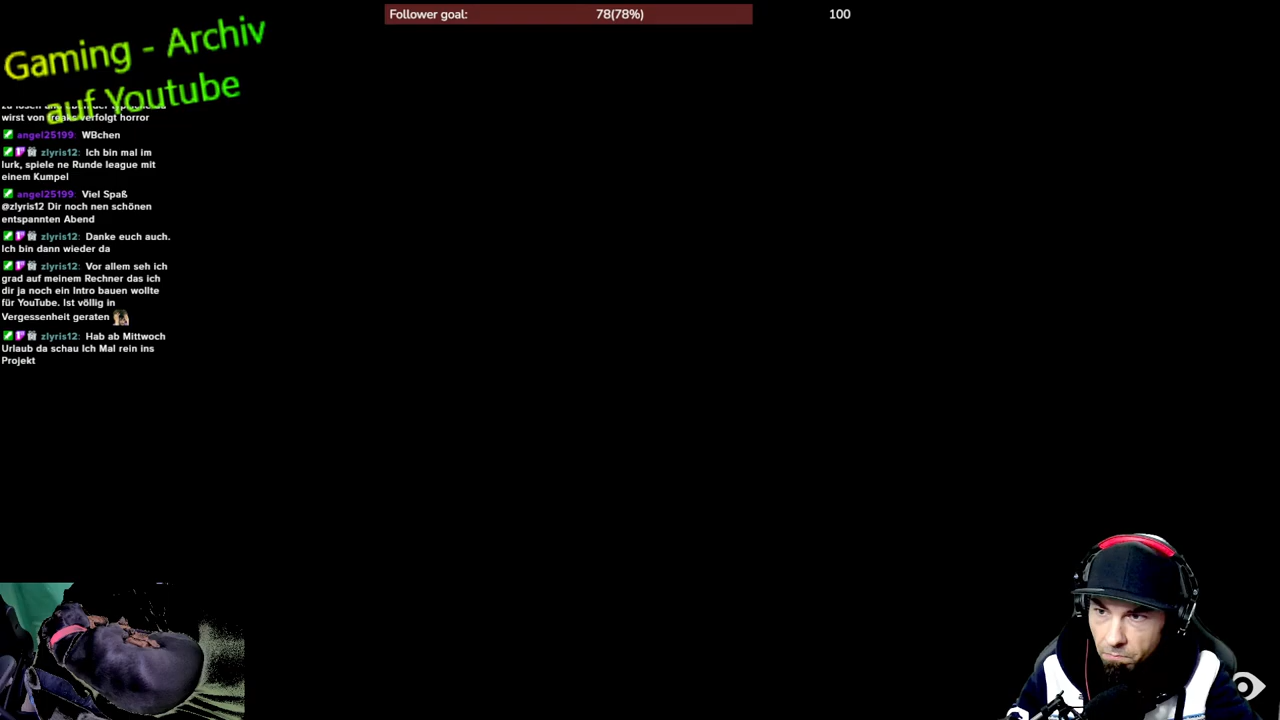 Follower goal: 78(78%) 100
Gaming - Archiv
auf Youtube
wirst von freaks verfolgt horror
angel25199: WBchen
zlyris12: Ich bin mal im
lurk, spiele ne Runde league mit
einem Kumpel
angel25199: Viel Spaß
@zlyris12 Dir noch nen schönen
entspannten Abend
zlyris12: Danke euch auch.
Ich bin dann wieder da
zlyris12: Vor allem seh ich
grad auf meinem Rechner das ich
dir ja noch ein Intro bauen wollte
für YouTube. Ist völlig in
Vergessenheit geraten
zlyris12: Hab ab Mittwoch
Urlaub da schau Ich Mal rein ins
Projekt